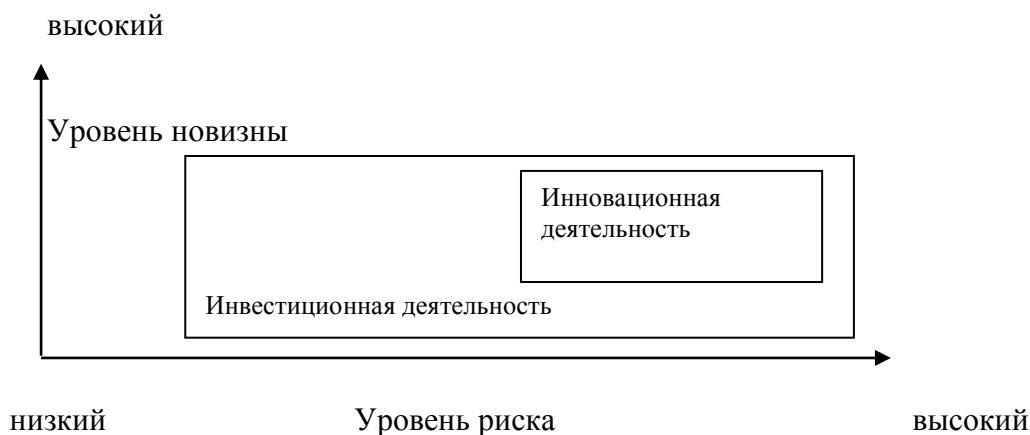 высокий
Уровень новизны
Инновационная
деятельность
Инвестиционная деятельность
низкий Уровень риска высокий